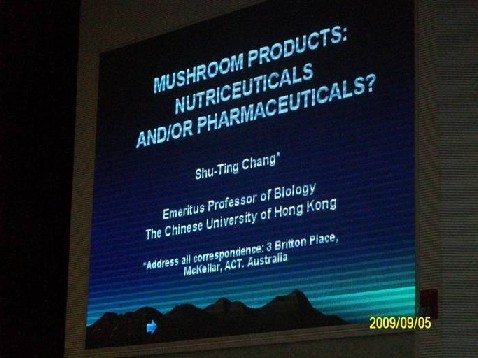 MUSHROOM PRODUCTS:
NUTRICEUTICALS
AND/OR PHARMACEUTICALS?
Shu-Ting Chang*
Emeritus Professor of Biology
The Chinese University of Hong Kong
*Address all correspondence: 3 Britton Place,
McKellar, ACT. Australia
2009/09/05